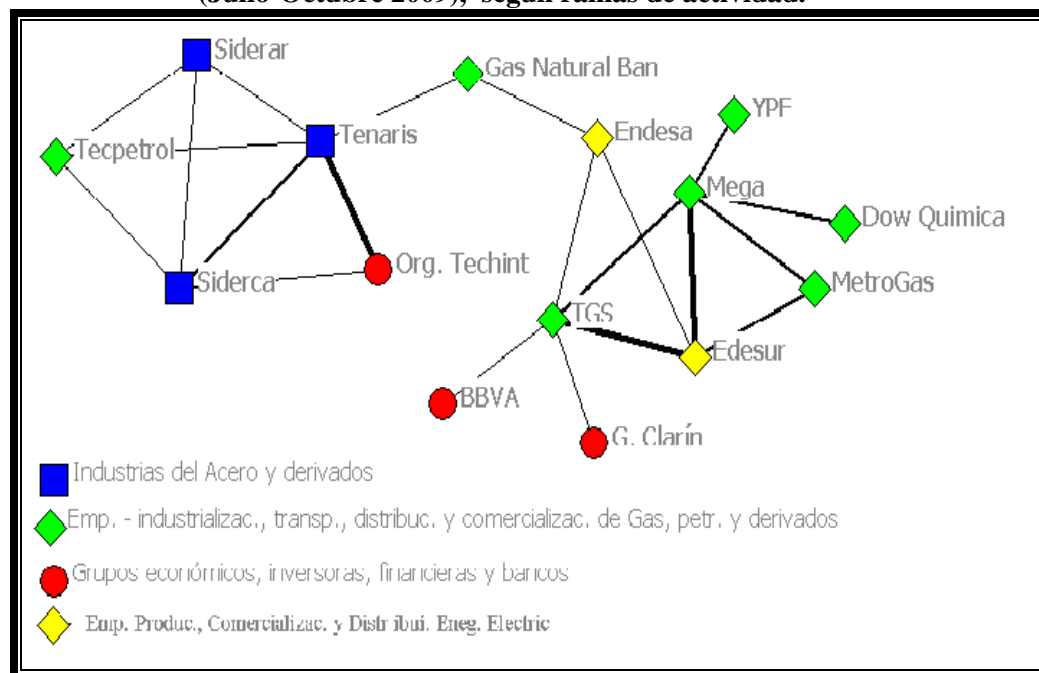 (Junio-Octubre 2009), según ramas de actividad.
Siderar
Gas Natural Ban
YPF
Tecpetrol
Tenaris
Endesa
Mega
Dow Quimica
Siderca
Org. Techint
MetroGas
TGS
Edesur
BBVA
G. Clarín
Industrias del Acero y derivados
Emp. - industrializac., transp., distribuc. y comercializac. de Gas, petr. y derivados
Grupos económicos, inversoras, financieras y bancos
Emp. Produc., Comercializac. y Distribui. Eneg. Electric